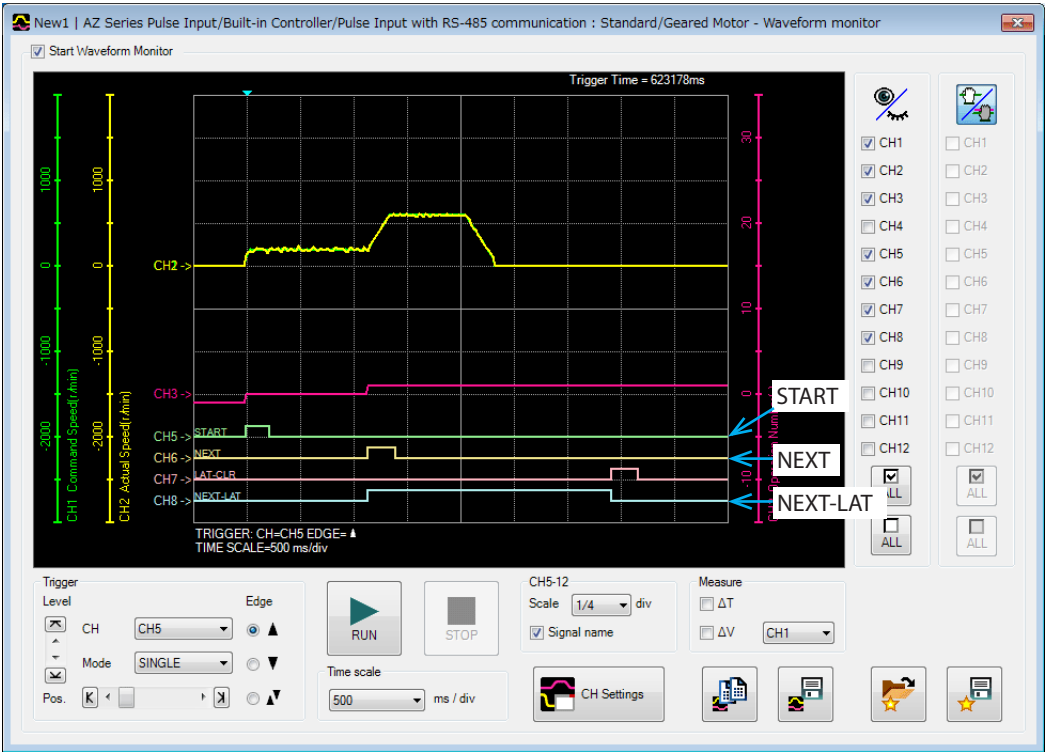 New1 | AZ Series Pulse Input/Built-in Controller/Pulse Input with RS-485 communication : Standard/Geared Motor - Waveform monitor
Start Waveform Monitor
Trigger Time = 623178ms
1000
0
-1000
-2000
CH1 Command Speed(r/min)
1000
0
-1000
-2000
CH2 Actual Speed(r/min)
30
20
10
0
-10
CH2 ->
CH3 ->
CH5 -> START
CH6 -> NEXT
CH7 -> LAT-CLR
CH8 -> NEXT-LAT
START
NEXT
NEXT-LAT
TRIGGER: CH=CH5 EDGE=
TIME SCALE=500 ms/div
CH1 CH1
CH2 CH2
CH3 CH3
CH4 CH4
CH5 CH5
CH6 CH6
CH7 CH7
CH8 CH8
CH9 CH9
CH10 CH10
CH11 CH11
CH12 CH12
ALL ALL
ALL ALL
Trigger
Level Edge
CH CH5
Mode SINGLE
Pos.
RUN
STOP
Time scale
500 ms / div
CH5-12
Scale 1/4 div
Signal name
Measure
ΔT
ΔV CH1
CH Settings